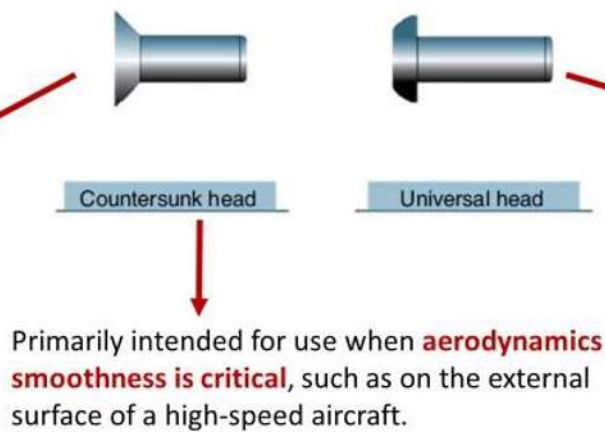 Countersunk head
Universal head
Primarily intended for use when aerodynamics
smoothness is critical, such as on the external
surface of a high-speed aircraft.